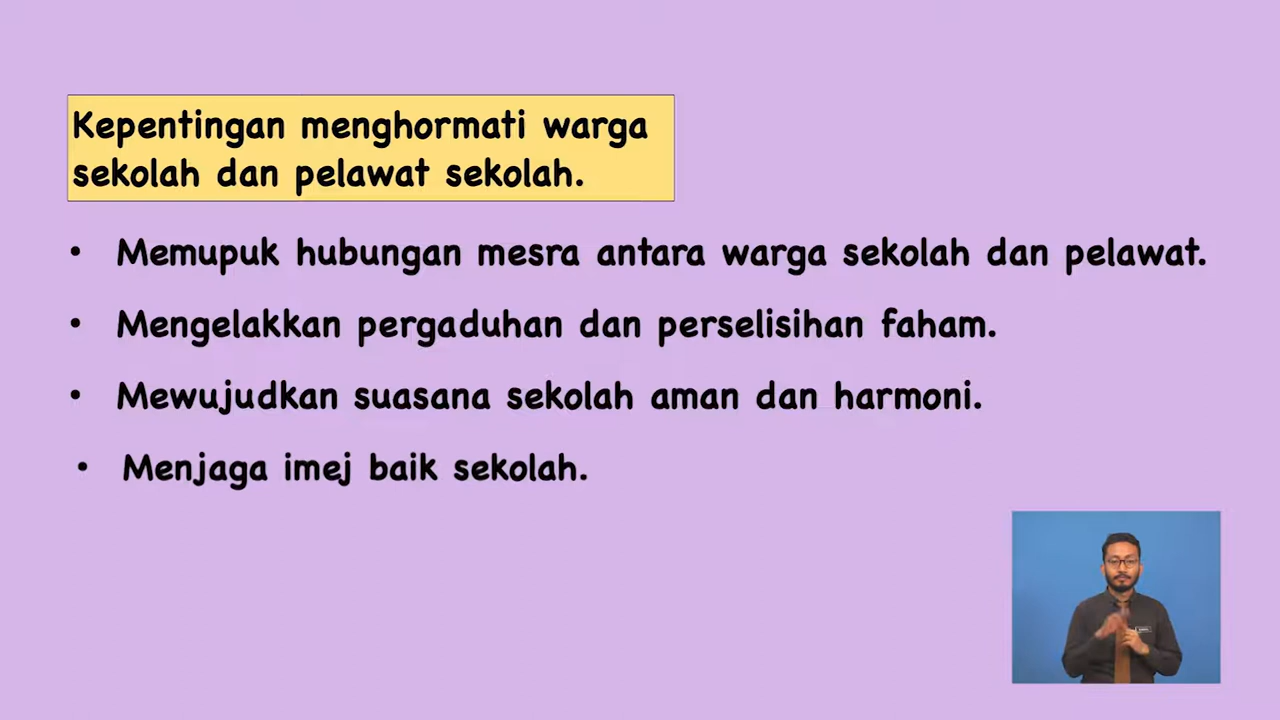 Kepentingan menghormati warga
sekolah dan pelawat sekolah.
• Memupuk hubungan mesra antara warga sekolah dan pelawat.
• Mengelakkan pergaduhan dan perselisihan faham.
• Mewujudkan suasana sekolah aman dan harmoni.
• Menjaga imej baik sekolah.